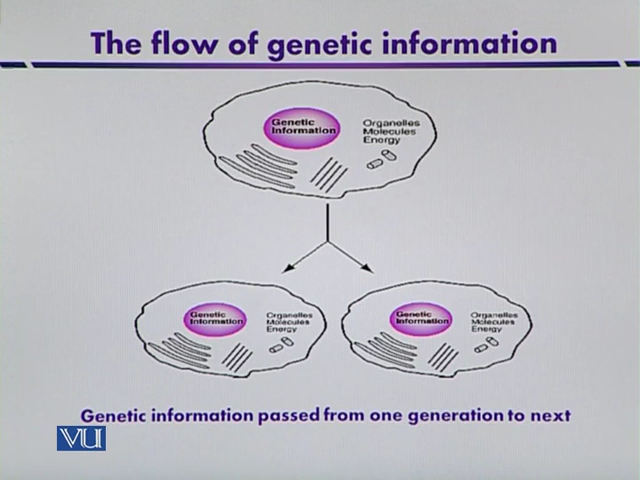 The flow of genetic information
Genetic
Information
Organelles
Molecules
Energy
Genetic
Information
Organelles
Molecules
Energy
Genetic
Information
Organelles
Molecules
Energy
Genetic information passed from one generation to next
VU